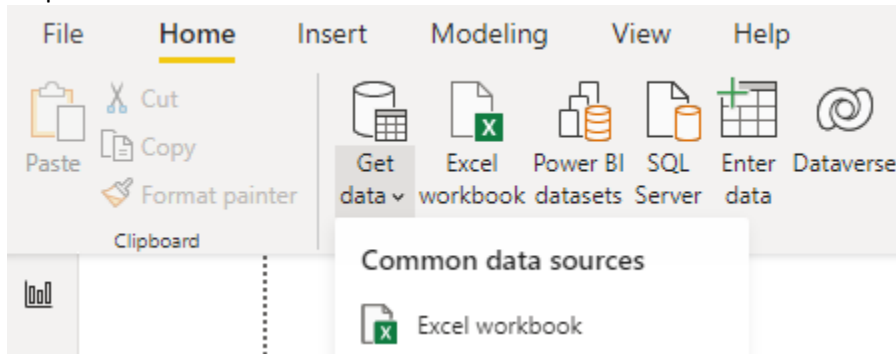 File Home Insert Modeling View Help
Cut
Copy
Format painter
Paste
Clipboard
Get data
Excel workbook
Power BI datasets
SQL Server
Enter data
Dataverse
Common data sources
Excel workbook